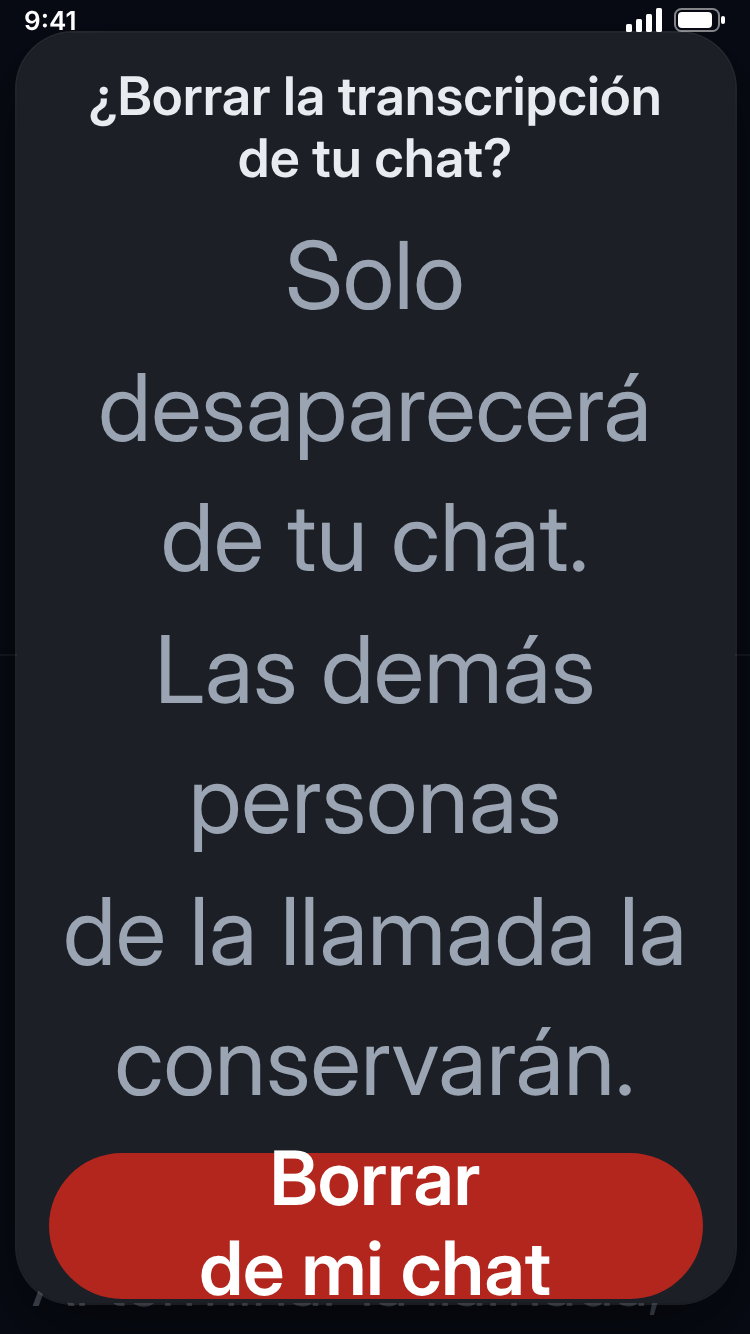 9:41
¿Borrar la transcripción
de tu chat?
Solo
desaparecerá
de tu chat.
Las demás
personas
de la llamada la
conservarán.
Borrar
de mi chat